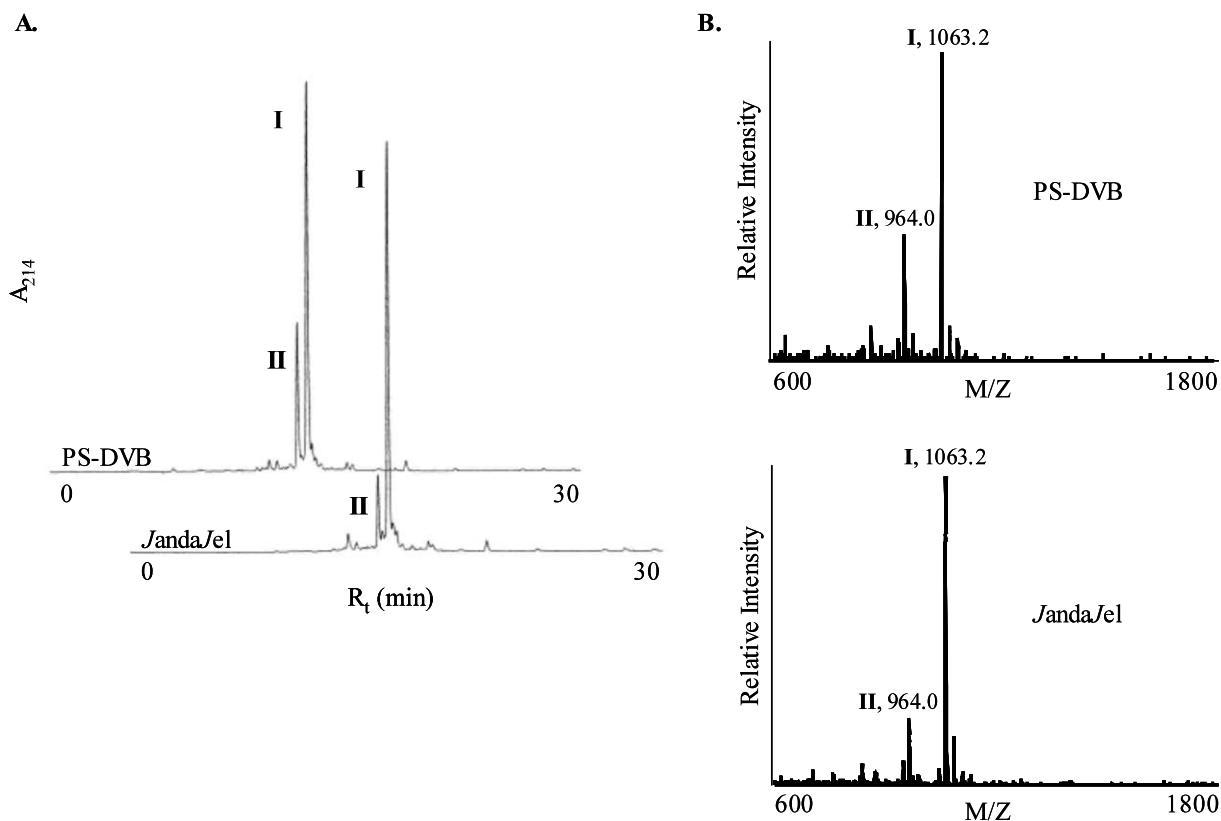 A.
I
I
A214
II
PS-DVB
0 30
II
JandaJel
0 30
Rt (min)
B.
I, 1063.2
Relative Intensity
II, 964.0
PS-DVB
600 1800
M/Z
I, 1063.2
Relative Intensity
JandaJel
II, 964.0
600 1800
M/Z